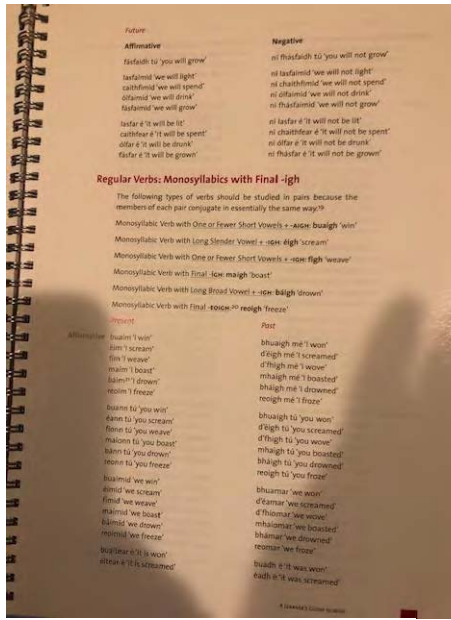 Future
Affirmative
fásfaidh tú 'you will grow'
lasfaimid 'we will light'
caithfimid 'we will spend'
ólfaimid 'we will drink'
fásfaimid 'we will grow'
lasfar é 'it will be lit'
caithfear é 'it will be spent'
ólfar é 'it will be drunk'
fásfar é 'it will be grown'
Negative
ní fhásfaidh tú 'you will not grow'
ní lasfaimid 'we will not light'
ní chaithfimid 'we will not spend'
ní ólfaimid 'we will not drink'
ní fhásfaimid 'we will not grow'
ní lasfar é 'it will not be lit'
ní chaithfear é 'it will not be spent'
ní ólfar é 'it will not be drunk'
ní fhásfar é 'it will not be grown'
Regular Verbs: Monosyllabics with Final -igh
The following types of verbs should be studied in pairs because the
members of each pair conjugate in essentially the same way.
Monosyllabic Verb with One or Fewer Short Vowels + -AIGH: buaigh 'win'
Monosyllabic Verb with Long Slender Vowel + -IGH: éigh 'scream'
Monosyllabic Verb with One or Fewer Short Vowels + -IGH: figh 'weave'
Monosyllabic Verb with Final -IGH: maigh 'boast'
Monosyllabic Verb with Long Broad Vowel + -IGH: báigh 'drown'
Monosyllabic Verb with Final -EOIGH: reoigh 'freeze'
Present
Affirmative buaim 'I win'
éim 'I scream'
fím 'I weave'
maím 'I boast'
báim 'I drown'
reoim 'I freeze'
buann tú 'you win'
éann tú 'you scream'
fíonn tú 'you weave'
maíonn tú 'you boast'
bánn tú 'you drown'
reonn tú 'you freeze'
buaimid 'we win'
éimid 'we scream'
fímid 'we weave'
maímid 'we boast'
báimid 'we drown'
reoimid 'we freeze'
buaitear é 'it is won'
éitear é 'it is screamed'
Past
bhuaigh mé 'I won'
d'éigh mé 'I screamed'
d'fhigh mé 'I wove'
mhaigh mé 'I boasted'
bháigh mé 'I drowned'
reoigh mé 'I froze'
bhuaigh tú 'you won'
d'éigh tú 'you screamed'
d'fhigh tú 'you wove'
mhaigh tú 'you boasted'
bháigh tú 'you drowned'
reoigh tú 'you froze'
bhuamar 'we won'
d'éamar 'we screamed'
d'fhíomar 'we wove'
mhaíomar 'we boasted'
bhámar 'we drowned'
reomar 'we froze'
buadh é 'it was won'
éadh é 'it was screamed'